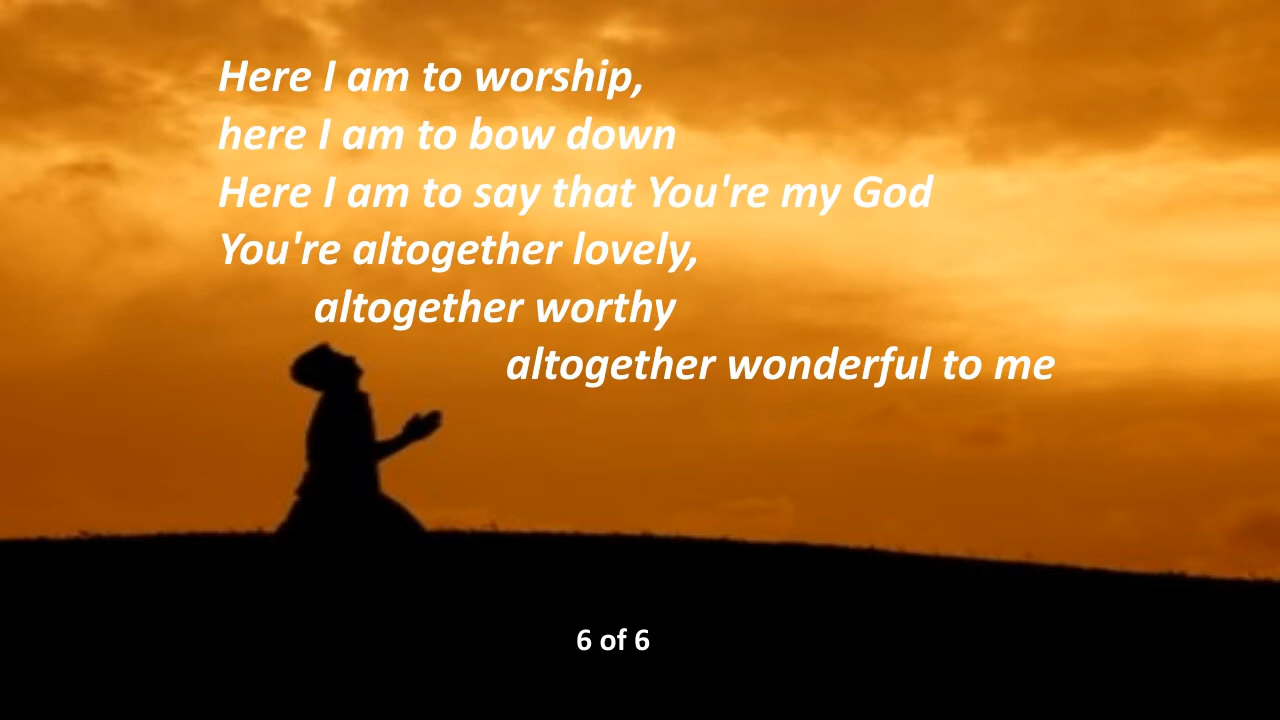 Here I am to worship,
here I am to bow down
Here I am to say that You're my God
You're altogether lovely,
altogether worthy
altogether wonderful to me
6 of 6